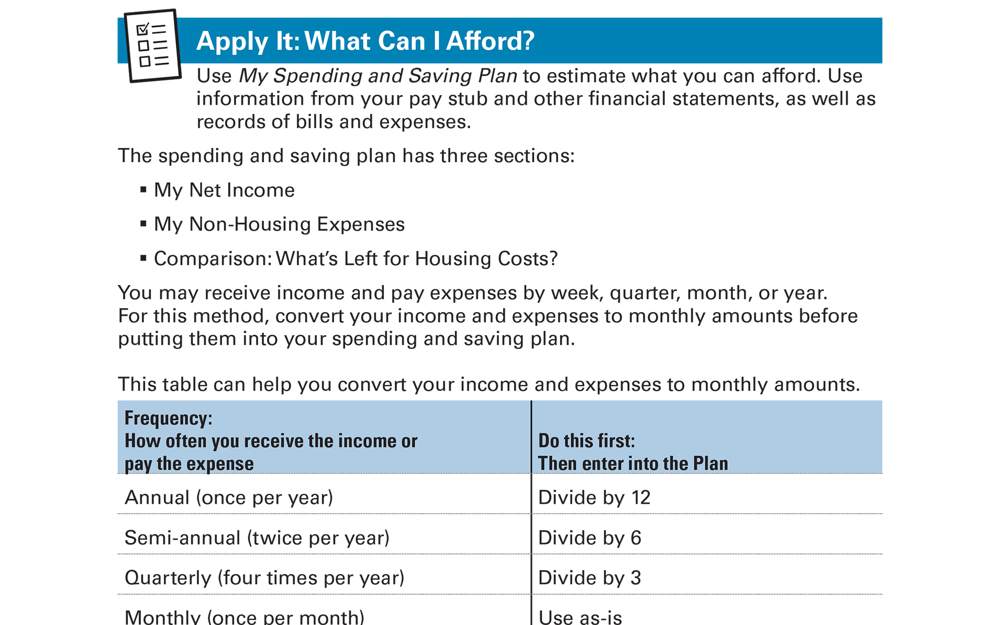 Apply It: What Can I Afford?
Use My Spending and Saving Plan to estimate what you can afford. Use
information from your pay stub and other financial statements, as well as
records of bills and expenses.
The spending and saving plan has three sections:
▪ My Net Income
▪ My Non-Housing Expenses
▪ Comparison: What’s Left for Housing Costs?
You may receive income and pay expenses by week, quarter, month, or year.
For this method, convert your income and expenses to monthly amounts before
putting them into your spending and saving plan.
This table can help you convert your income and expenses to monthly amounts.
Frequency:
How often you receive the income or
pay the expense
Do this first:
Then enter into the Plan
Annual (once per year)
Divide by 12
Semi-annual (twice per year)
Divide by 6
Quarterly (four times per year)
Divide by 3
Monthly (once per month)
Use as-is